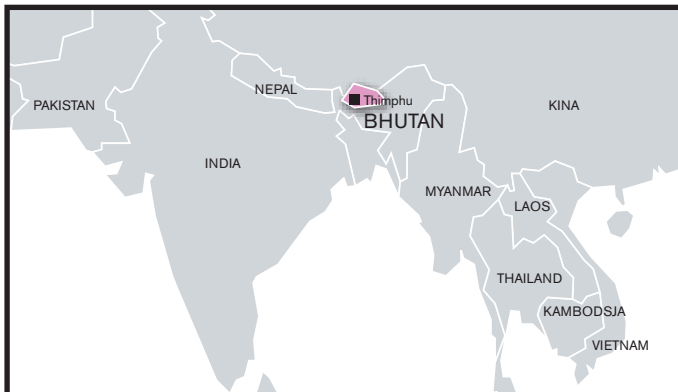 NEPAL
Thimphu
PAKISTAN
KINA
BHUTAN
INDIA
MYANMAR
LAOS
THAILAND
KAMBODSJA
VIETNAM